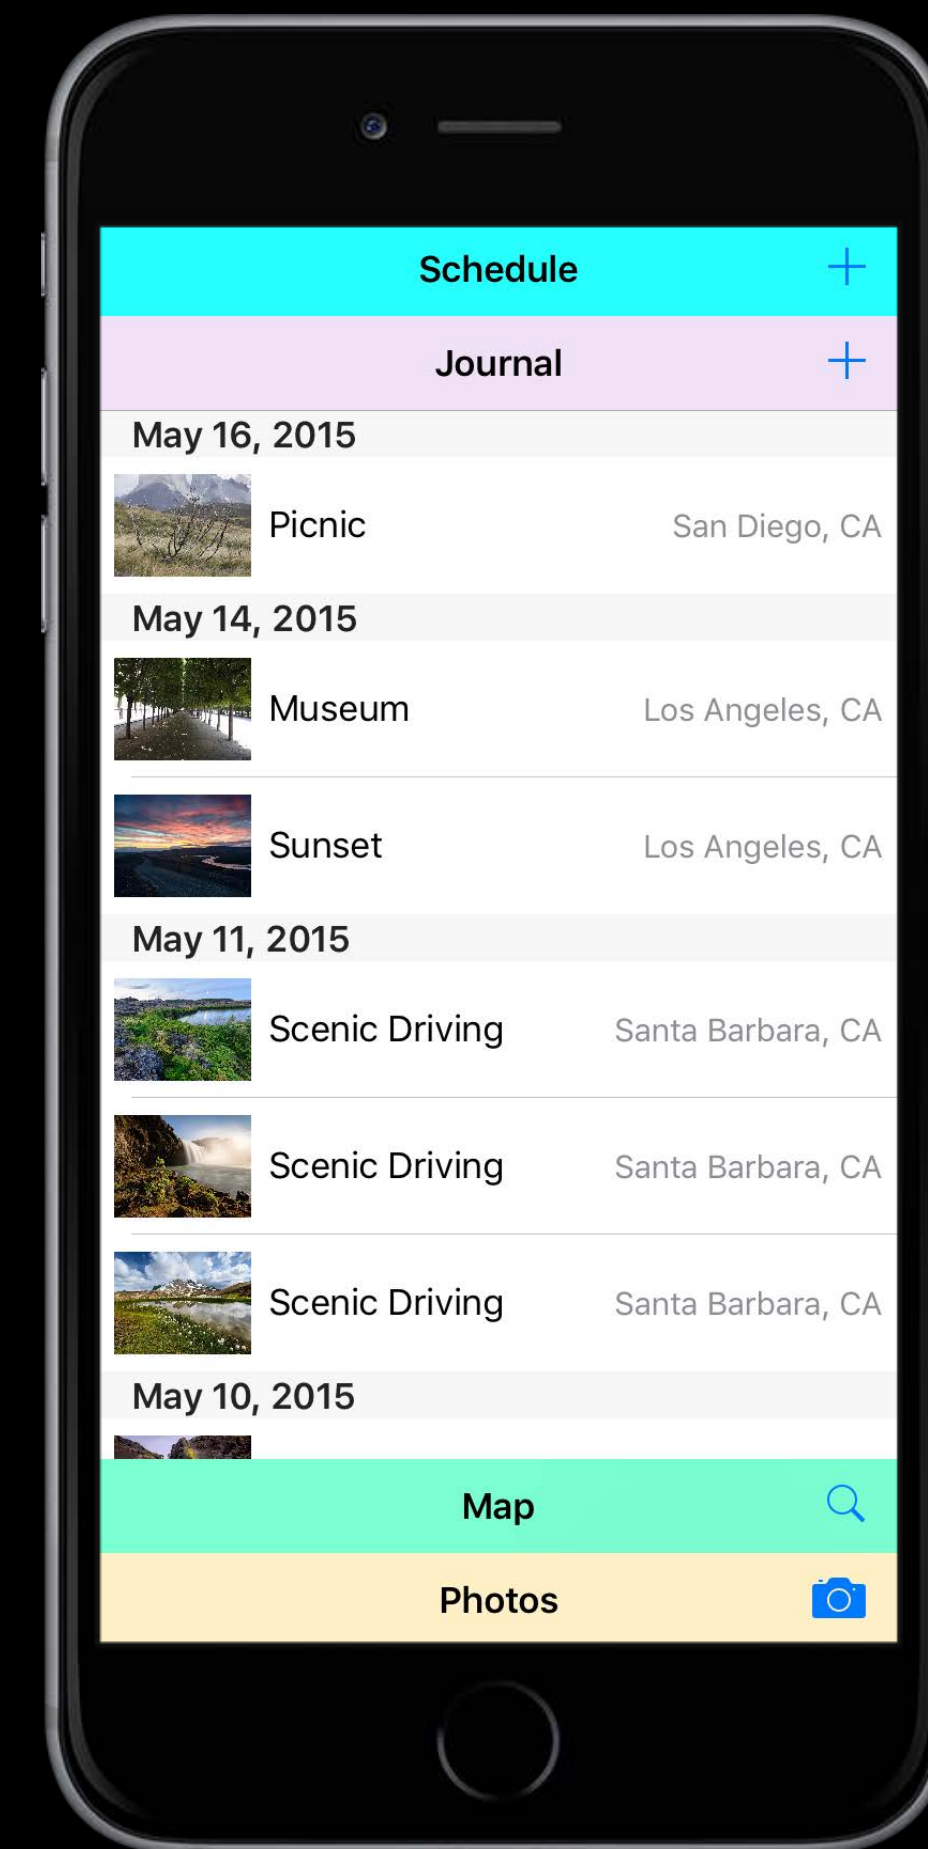 Schedule
Journal
May 16, 2015
Picnic San Diego, CA
May 14, 2015
Museum Los Angeles, CA
Sunset Los Angeles, CA
May 11, 2015
Scenic Driving Santa Barbara, CA
Scenic Driving Santa Barbara, CA
Scenic Driving Santa Barbara, CA
May 10, 2015
Map
Photos